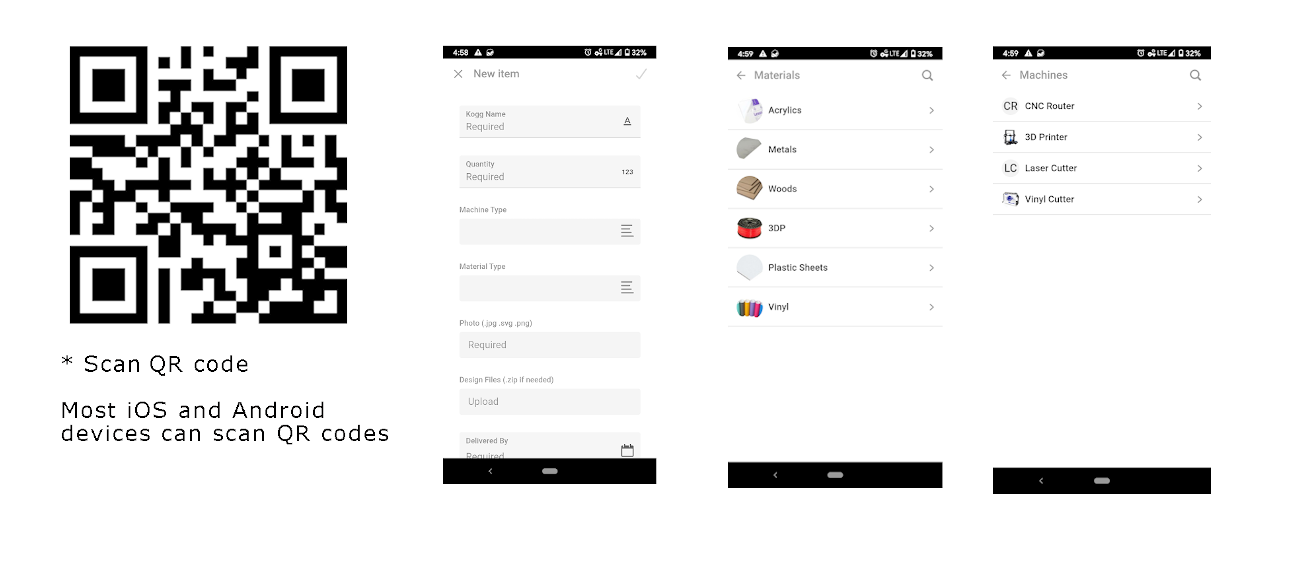 * Scan QR code
Most iOS and Android
devices can scan QR codes
4:58 LTE 32%
New item
Kogg Name
Required
A
Quantity
Required
123
Machine Type
Material Type
Photo (.jpg .svg .png)
Required
Design Files (.zip if needed)
Upload
Delivered By
Required
4:59 LTE 32%
Materials
Acrylics
Metals
Woods
3DP
Plastic Sheets
Vinyl
4:59 LTE 32%
Machines
CR CNC Router
3D Printer
LC Laser Cutter
Vinyl Cutter